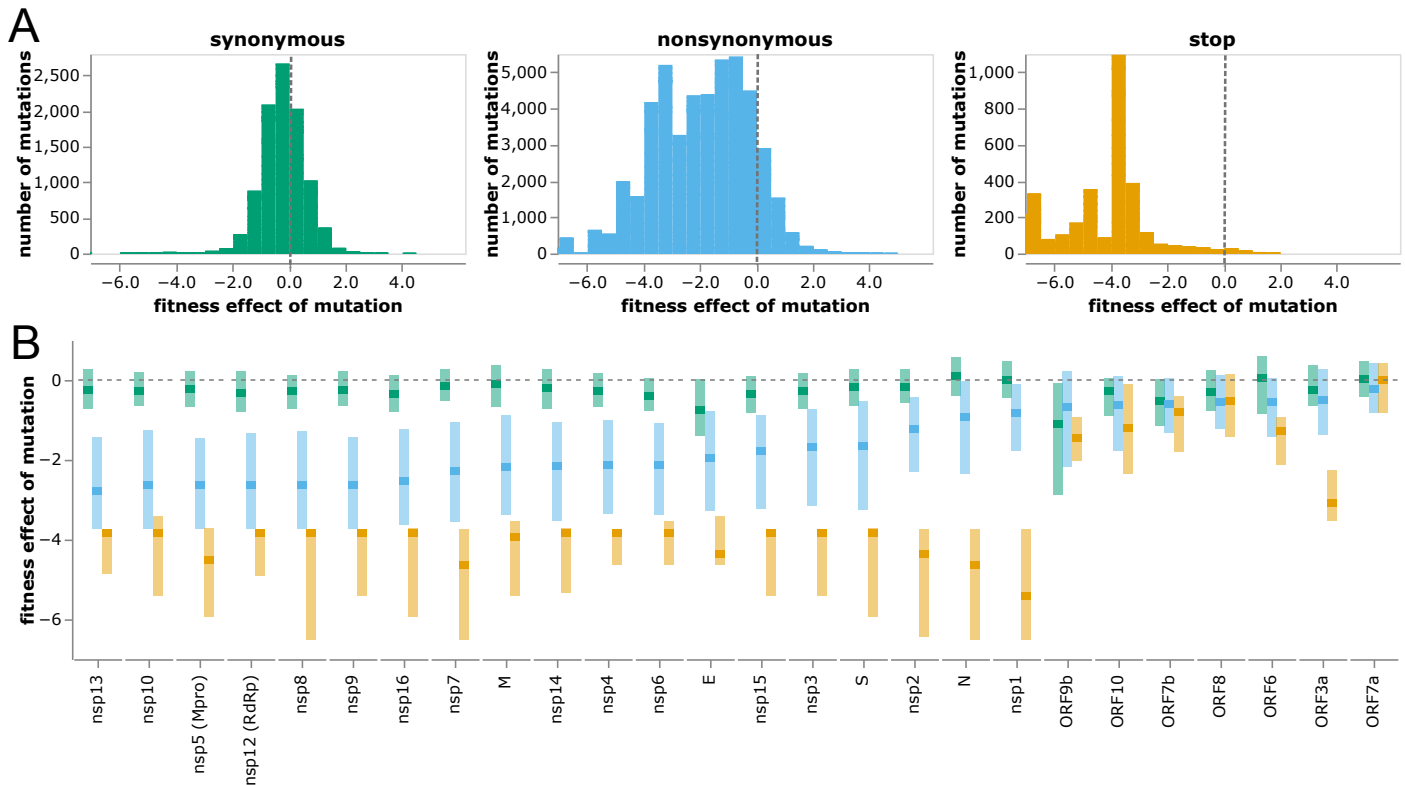 A
synonymous
nonsynonymous
stop
number of mutations
2,500
2,000
1,500
1,000
500
0
−6.0 −4.0 −2.0 0.0 2.0 4.0
fitness effect of mutation
number of mutations
5,000
4,000
3,000
2,000
1,000
0
−6.0 −4.0 −2.0 0.0 2.0 4.0
fitness effect of mutation
number of mutations
1,000
800
600
400
200
0
−6.0 −4.0 −2.0 0.0 2.0 4.0
fitness effect of mutation
B
fitness effect of mutation
0
−2
−4
−6
nsp13
nsp10
nsp5 (Mpro)
nsp12 (RdRp)
nsp8
nsp9
nsp16
nsp7
M
nsp14
nsp4
nsp6
E
nsp15
nsp3
S
nsp2
N
nsp1
ORF9b
ORF10
ORF7b
ORF8
ORF6
ORF3a
ORF7a